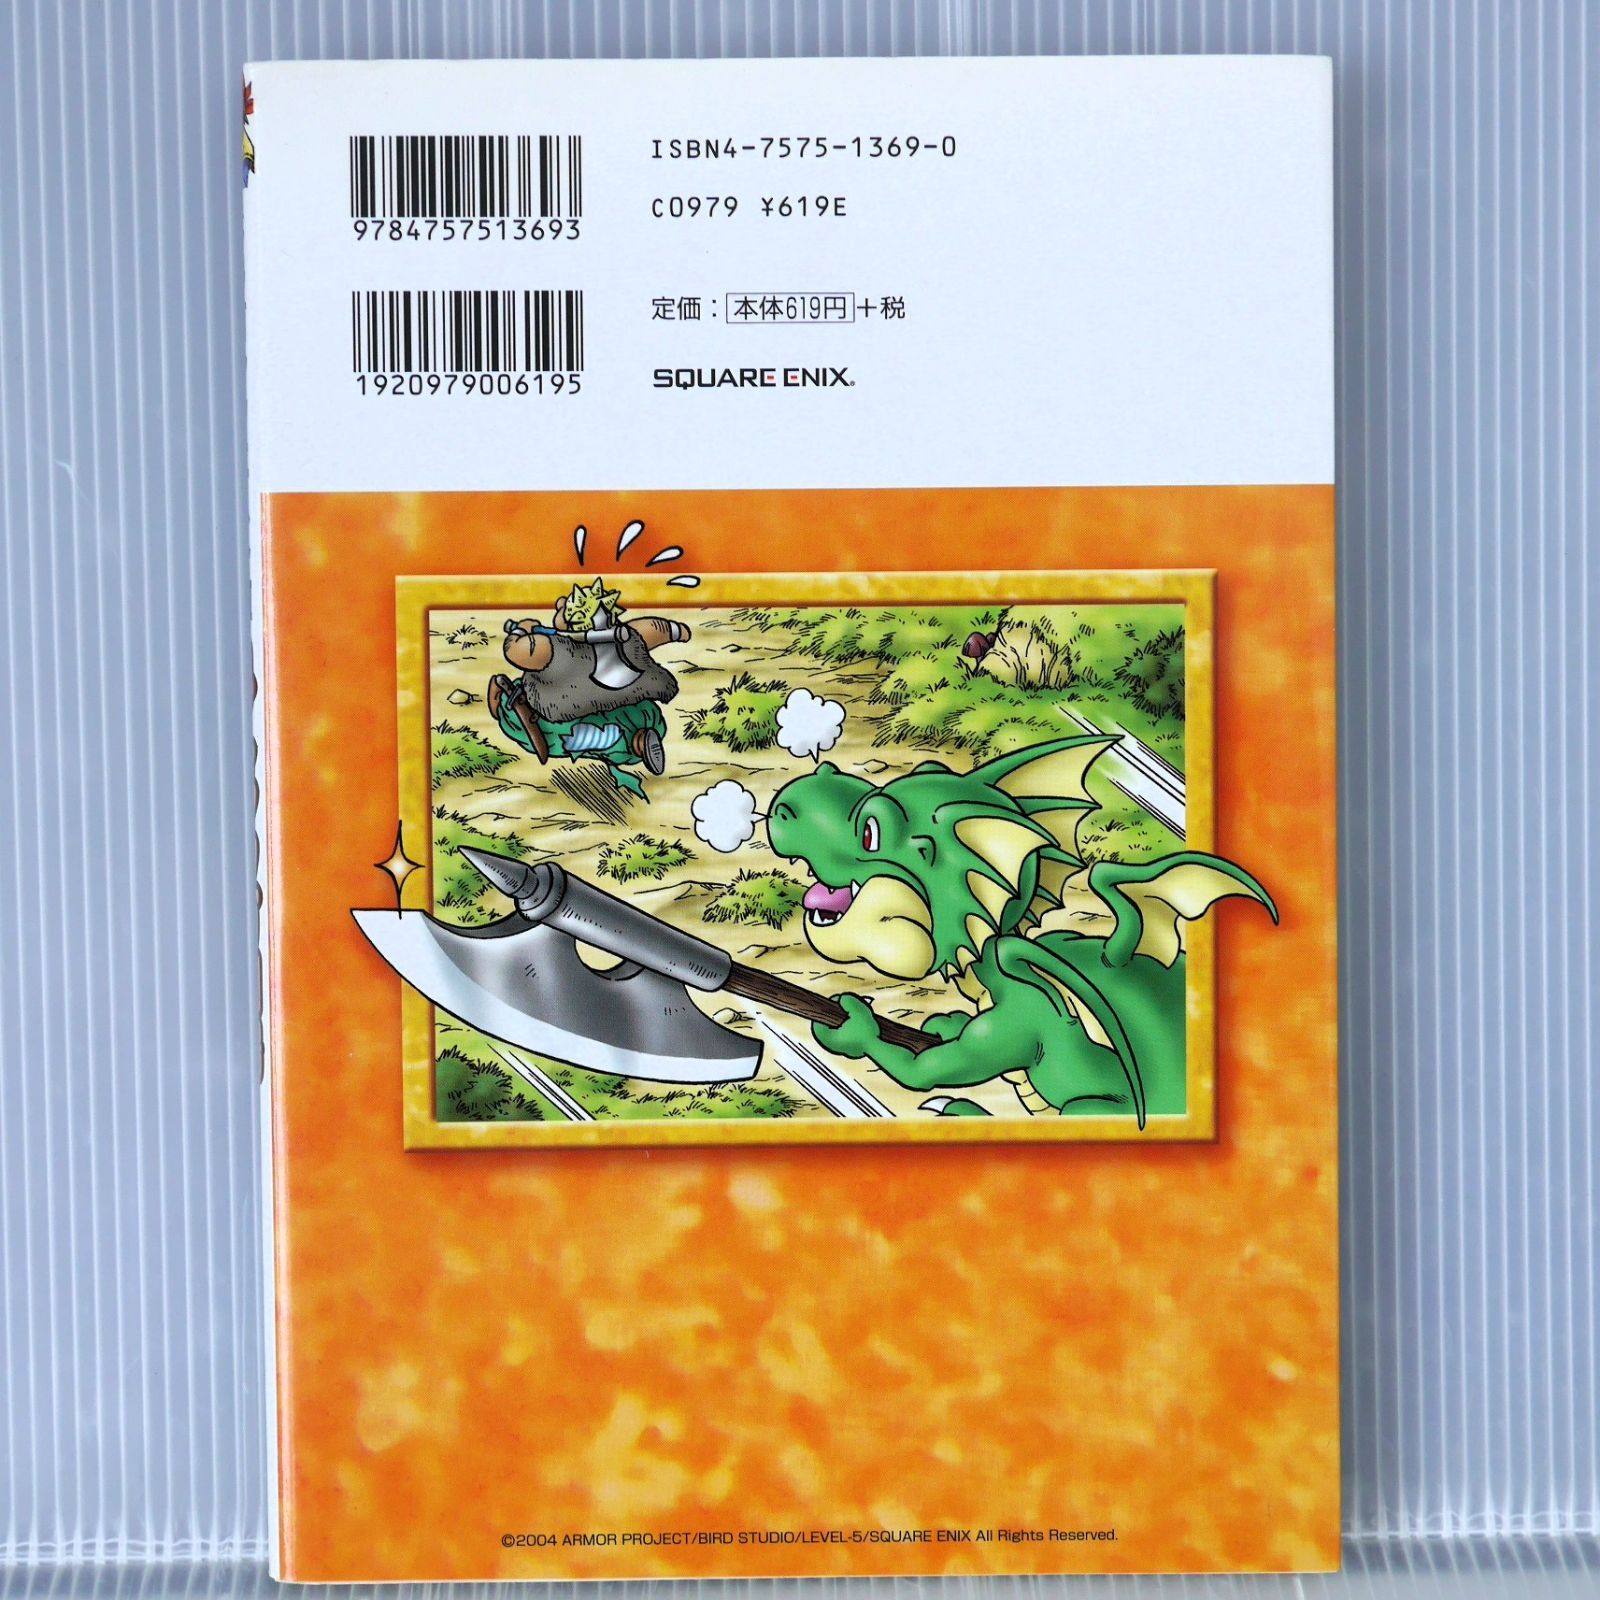 ISBN4-7575-1369-0
9784757513693
C0979 ¥619E
定価：本体619円+税
1920979006195
SQUARE ENIX®
©2004 ARMOR PROJECT/BIRD STUDIO/LEVEL-5/SQUARE ENIX All Rights Reserved.